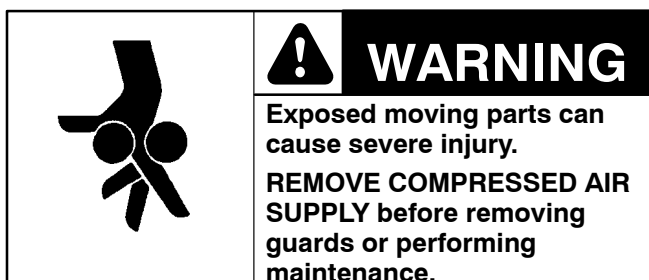 WARNING
Exposed moving parts can
cause severe injury.
REMOVE COMPRESSED AIR
SUPPLY before removing
guards or performing
maintenance.